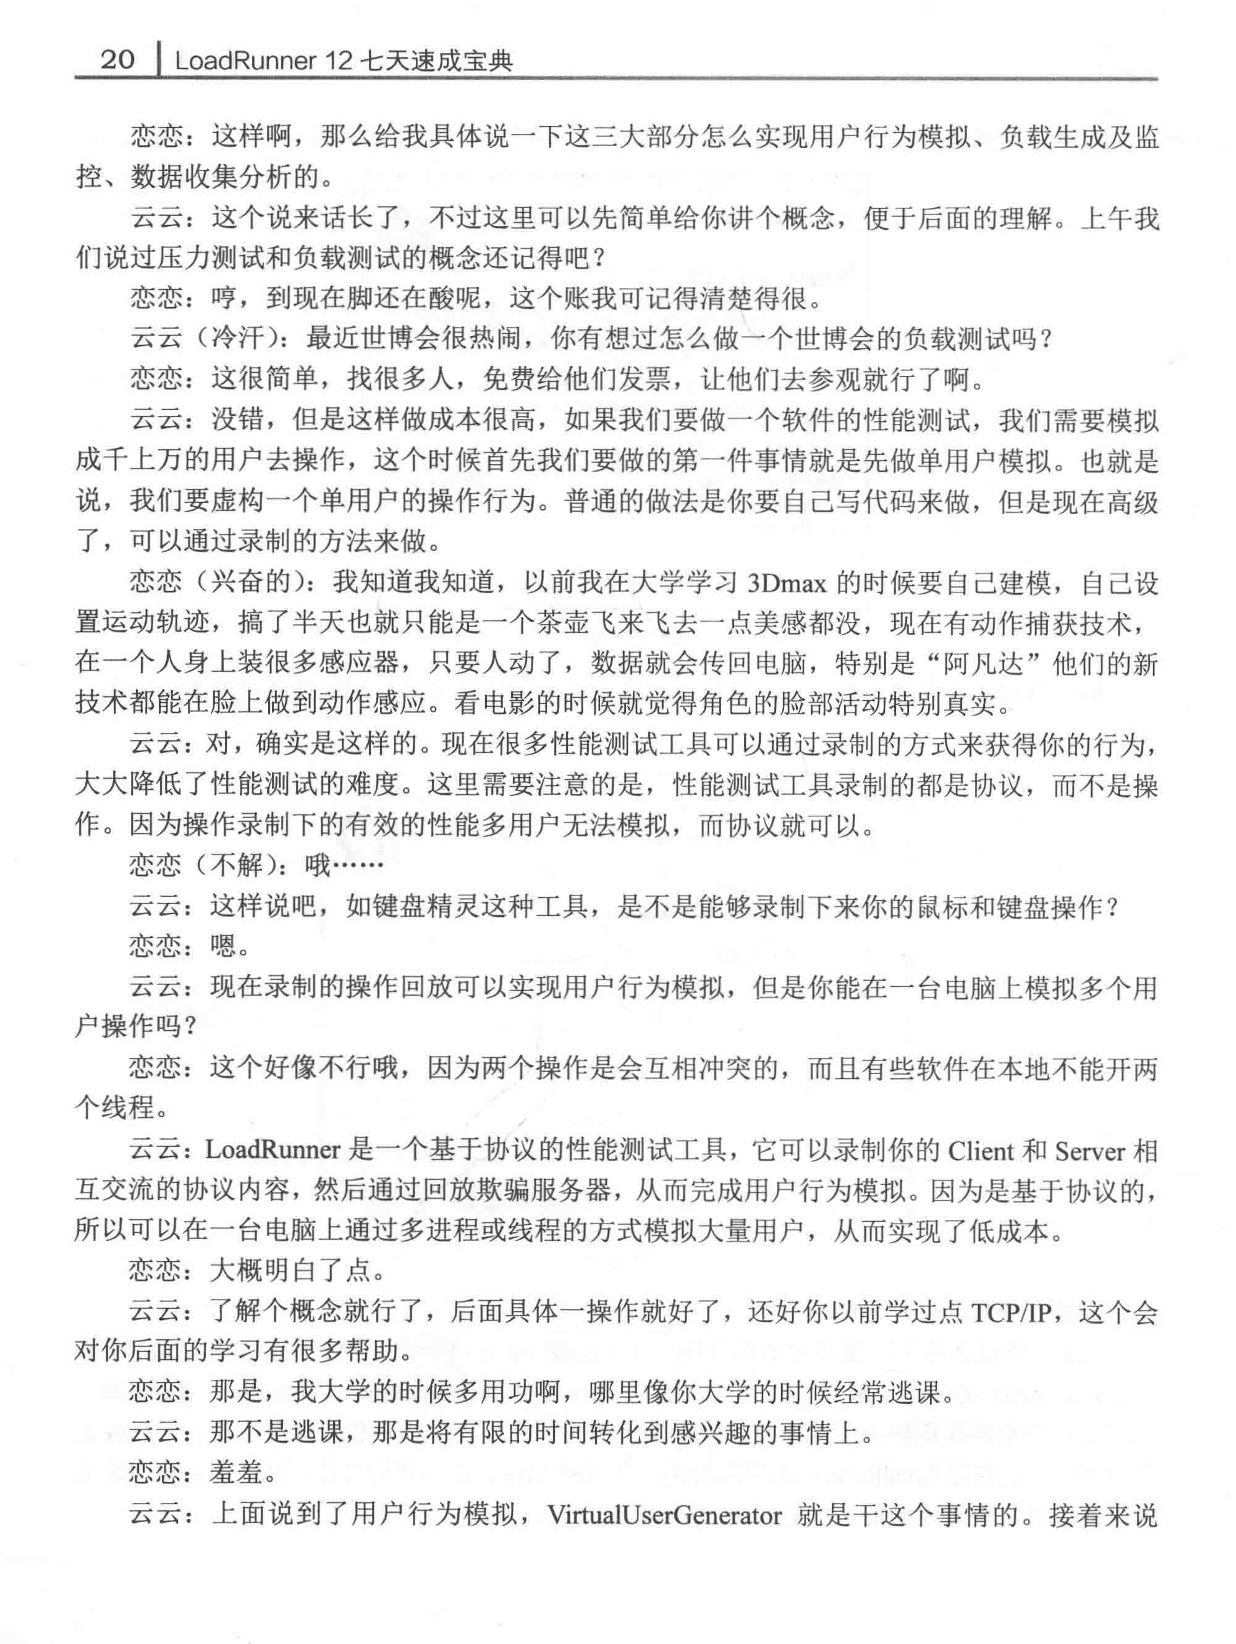 20 LoadRunner 12 七天速成宝典
恋恋：这样啊，那么给我具体说一下这三大部分怎么实现用户行为模拟、负载生成及监
控、数据收集分析的。
云云：这个说来话长了，不过这里可以先简单给你讲个概念，便于后面的理解。上午我
们说过压力测试和负载测试的概念还记得吧？
恋恋：哼，到现在脚还在酸呢，这个账我可记得清楚得很。
云云（冷汗）：最近世博会很热闹，你有想过怎么做一个世博会的负载测试吗？
恋恋：这很简单，找很多人，免费给他们发票，让他们去参观就行了啊。
云云：没错，但是这样做成本很高，如果我们要做一个软件的性能测试，我们需要模拟
成千上万的用户去操作，这个时候首先我们要做的第一件事情就是先做单用户模拟。也就是
说，我们要虚构一个单用户的操作行为。普通的做法是你要自己写代码来做，但是现在高级
了，可以通过录制的方法来做。
恋恋（兴奋的）：我知道我知道，以前我在大学学习 3Dmax 的时候要自己建模，自己设
置运动轨迹，搞了半天也就只能是一个茶壶飞来飞去一点美感都没，现在有动作捕获技术，
在一个人身上装很多感应器，只要人动了，数据就会传回电脑，特别是“阿凡达”他们的新
技术都能在脸上做到动作感应。看电影的时候就觉得角色的脸部活动特别真实。
云云：对，确实是这样的。现在很多性能测试工具可以通过录制的方式来获得你的行为，
大大降低了性能测试的难度。这里需要注意的是，性能测试工具录制的都是协议，而不是操
作。因为操作录制下的有效的性能多用户无法模拟，而协议就可以。
恋恋（不解）：哦……
云云：这样说吧，如键盘精灵这种工具，是不是能够录制下来你的鼠标和键盘操作？
恋恋：嗯。
云云：现在录制的操作回放可以实现用户行为模拟，但是你能在一台电脑上模拟多个用
户操作吗？
恋恋：这个好像不行哦，因为两个操作是会互相冲突的，而且有些软件在本地不能开两
个线程。
云云：LoadRunner 是一个基于协议的性能测试工具，它可以录制你的 Client 和 Server 相
互交流的协议内容，然后通过回放欺骗服务器，从而完成用户行为模拟。因为是基于协议的，
所以可以在一台电脑上通过多进程或线程的方式模拟大量用户，从而实现了低成本。
恋恋：大概明白了点。
云云：了解个概念就行了，后面具体一操作就好了，还好你以前学过点 TCP/IP，这个会
对你后面的学习有很多帮助。
恋恋：那是，我大学的时候多用功啊，哪里像你大学的时候经常逃课。
云云：那不是逃课，那是将有限的时间转化到感兴趣的事情上。
恋恋：羞羞。
云云：上面说到了用户行为模拟，VirtualUserGenerator 就是干这个事情的。接着来说